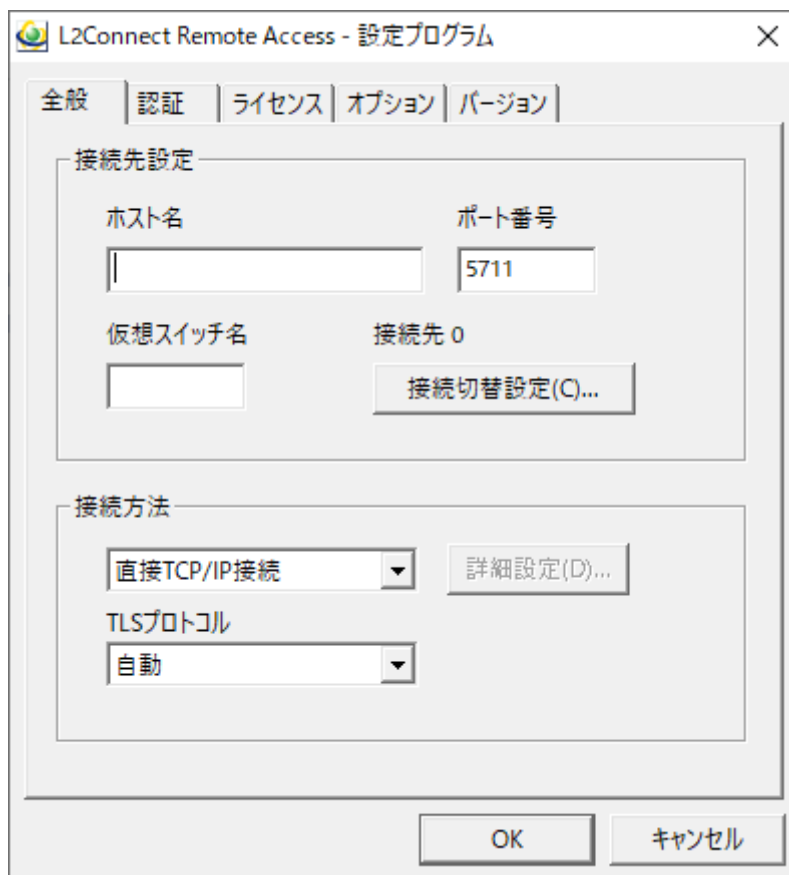 L2Connect Remote Access - 設定プログラム
全般 認証 ライセンス オプション バージョン
接続先設定
ホスト名 ポート番号
5711
仮想スイッチ名 接続先 0
接続切替設定(C)...
接続方法
直接TCP/IP接続 詳細設定(D)...
TLSプロトコル
自動
OK キャンセル